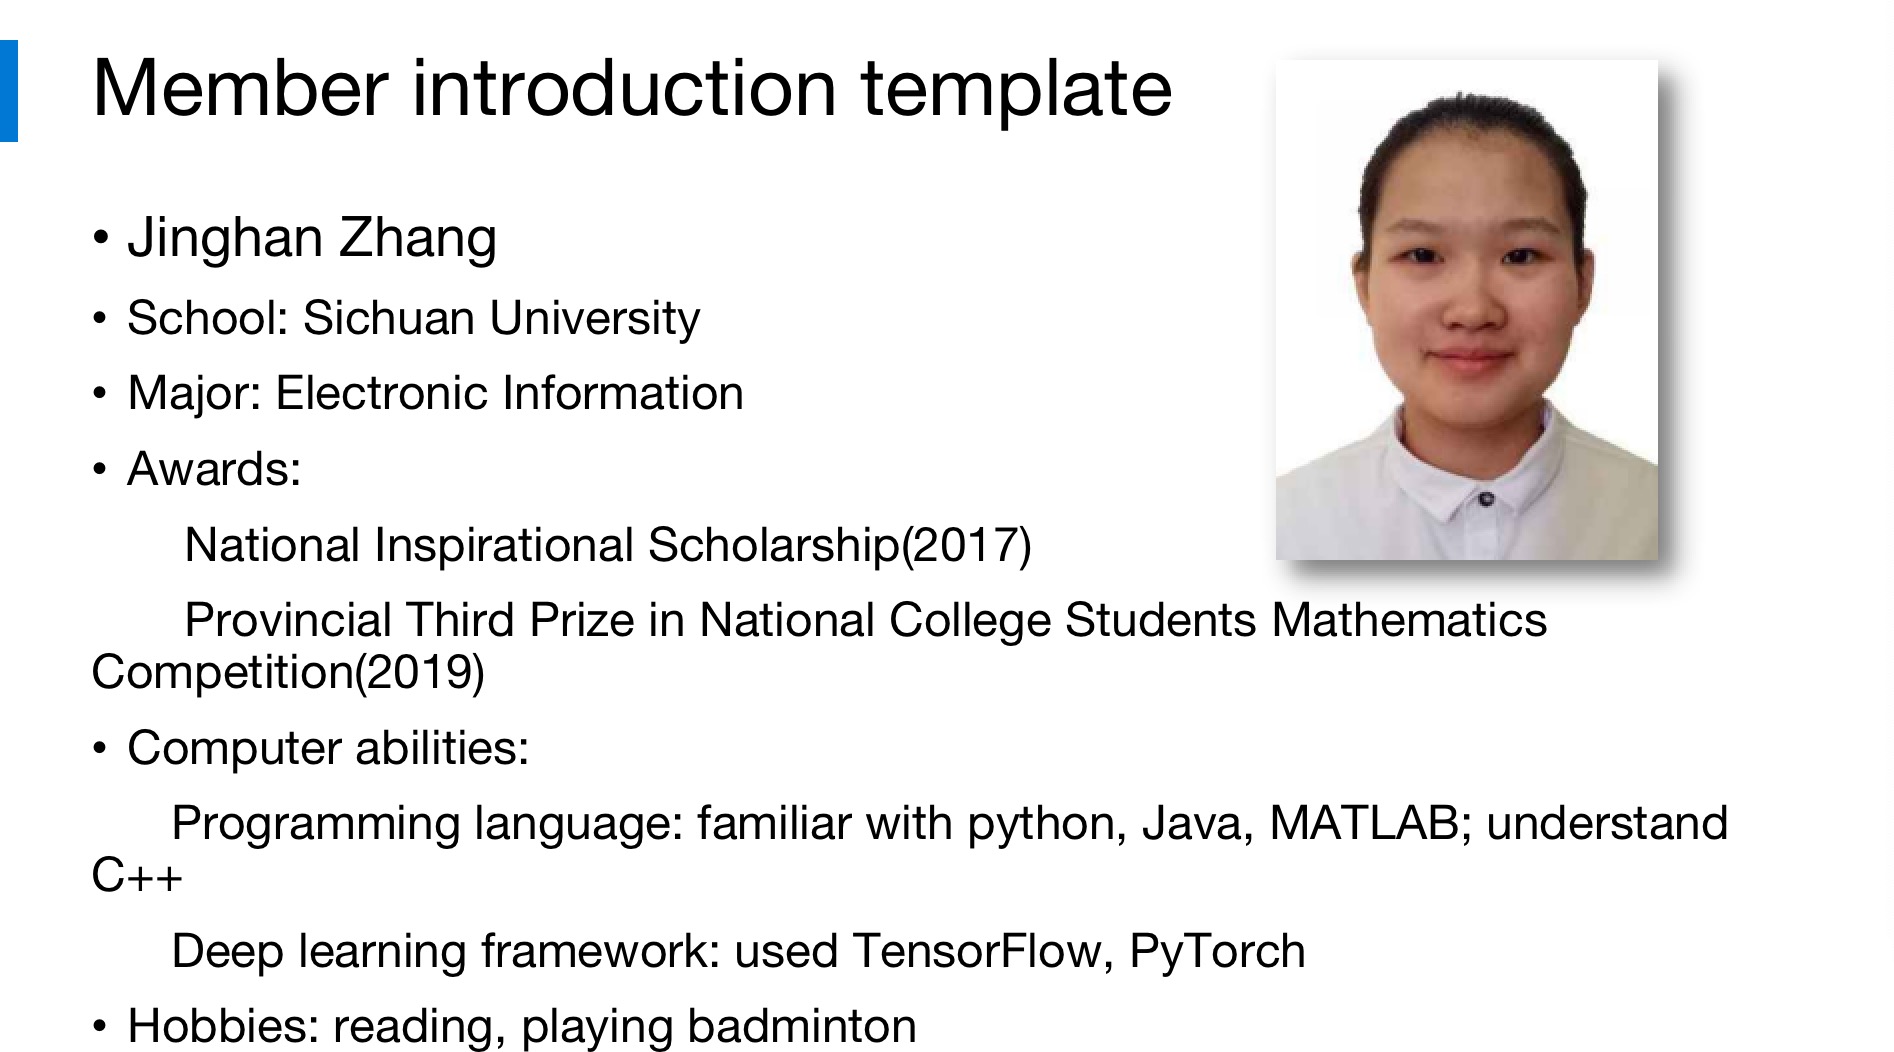 Member introduction template
• Jinghan Zhang
• School: Sichuan University
• Major: Electronic Information
• Awards:
National Inspirational Scholarship(2017)
Provincial Third Prize in National College Students Mathematics
Competition(2019)
• Computer abilities:
Programming language: familiar with python, Java, MATLAB; understand
C++
Deep learning framework: used TensorFlow, PyTorch
• Hobbies: reading, playing badminton